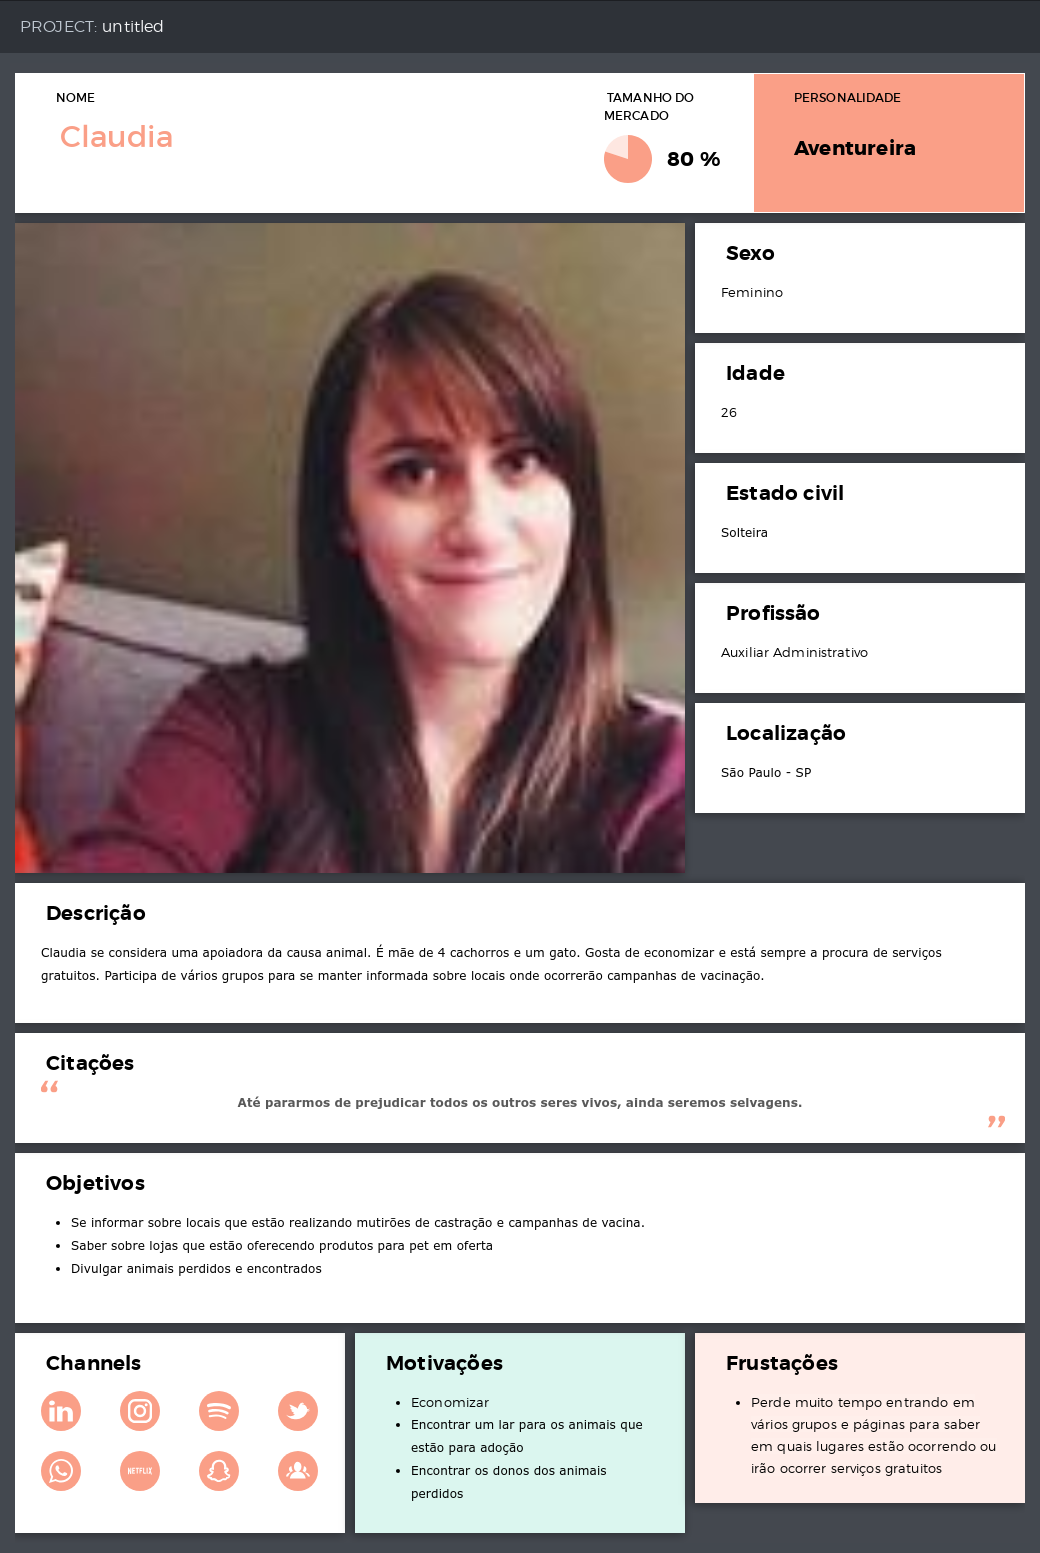 PROJECT: untitled
NOME
Claudia
TAMANHO DO
MERCADO
80 %
PERSONALIDADE
Aventureira
Sexo
Feminino
Idade
26
Estado civil
Solteira
Profissão
Auxiliar Administrativo
Localização
São Paulo - SP
Descrição
Claudia se considera uma apoiadora da causa animal. É mãe de 4 cachorros e um gato. Gosta de economizar e está sempre a procura de serviços
gratuitos. Participa de vários grupos para se manter informada sobre locais onde ocorrerão campanhas de vacinação.
Citações
“
Até pararmos de prejudicar todos os outros seres vivos, ainda seremos selvagens.
”
Objetivos
• Se informar sobre locais que estão realizando mutirões de castração e campanhas de vacina.
• Saber sobre lojas que estão oferecendo produtos para pet em oferta
• Divulgar animais perdidos e encontrados
Channels
in
NETFLIX
Motivações
• Economizar
• Encontrar um lar para os animais que
estão para adoção
• Encontrar os donos dos animais
perdidos
Frustações
• Perde muito tempo entrando em
vários grupos e páginas para saber
em quais lugares estão ocorrendo ou
irão ocorrer serviços gratuitos